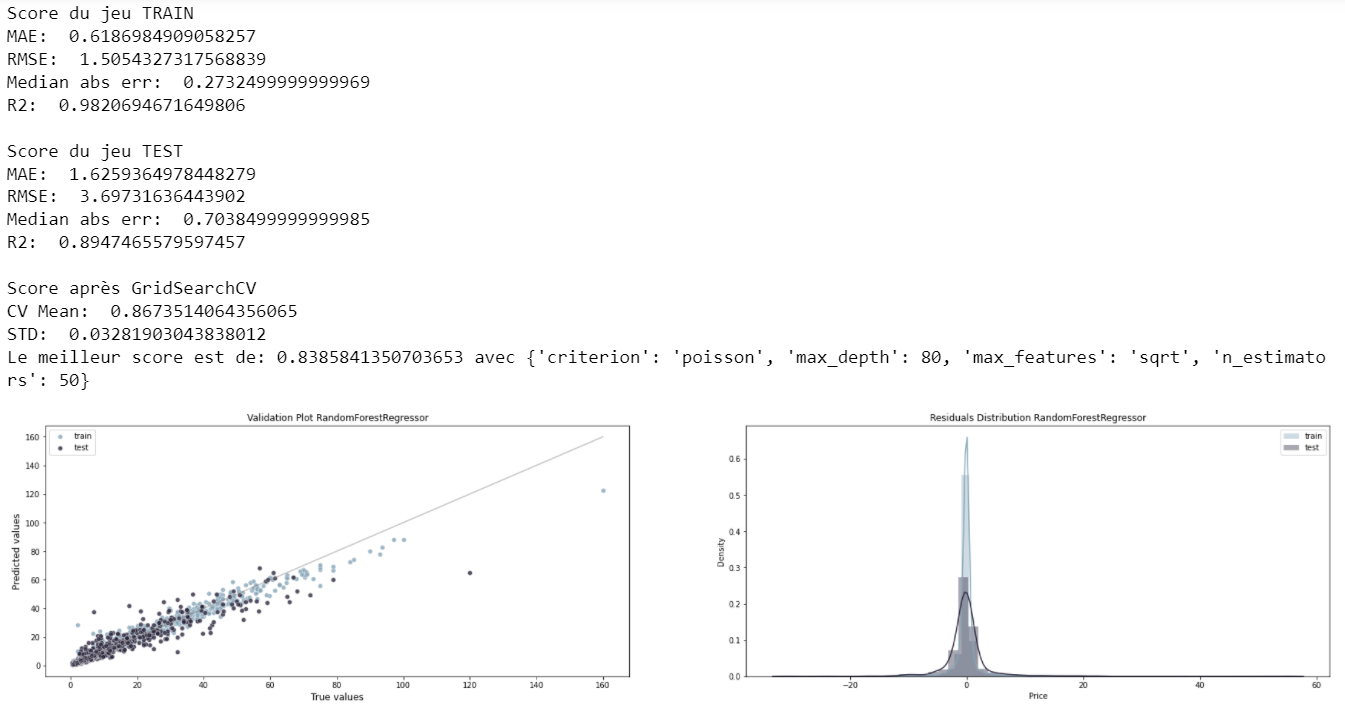 Score du jeu TRAIN
MAE:  0.6186984909058257
RMSE:  1.5054327317568839
Median abs err:  0.2732499999999969
R2:  0.9820694671649806
Score du jeu TEST
MAE:  1.6259364978448279
RMSE:  3.69731636443902
Median abs err:  0.7038499999999985
R2:  0.8947465579597457
Score après GridSearchCV
CV Mean:  0.8673514064356065
STD:  0.03281903043838012
Le meilleur score est de: 0.8385841350703653 avec {'criterion': 'poisson', 'max_depth': 80, 'max_features': 'sqrt', 'n_estimato
rs': 50}
Validation Plot RandomForestRegressor
train
test
160
140
120
100
80
60
40
20
0
Predicted values
0 20 40 60 80 100 120 140 160
True values
Residuals Distribution RandomForestRegressor
train
test
0.6
0.5
0.4
0.3
0.2
0.1
0.0
Density
−20 0 20 40 60
Price